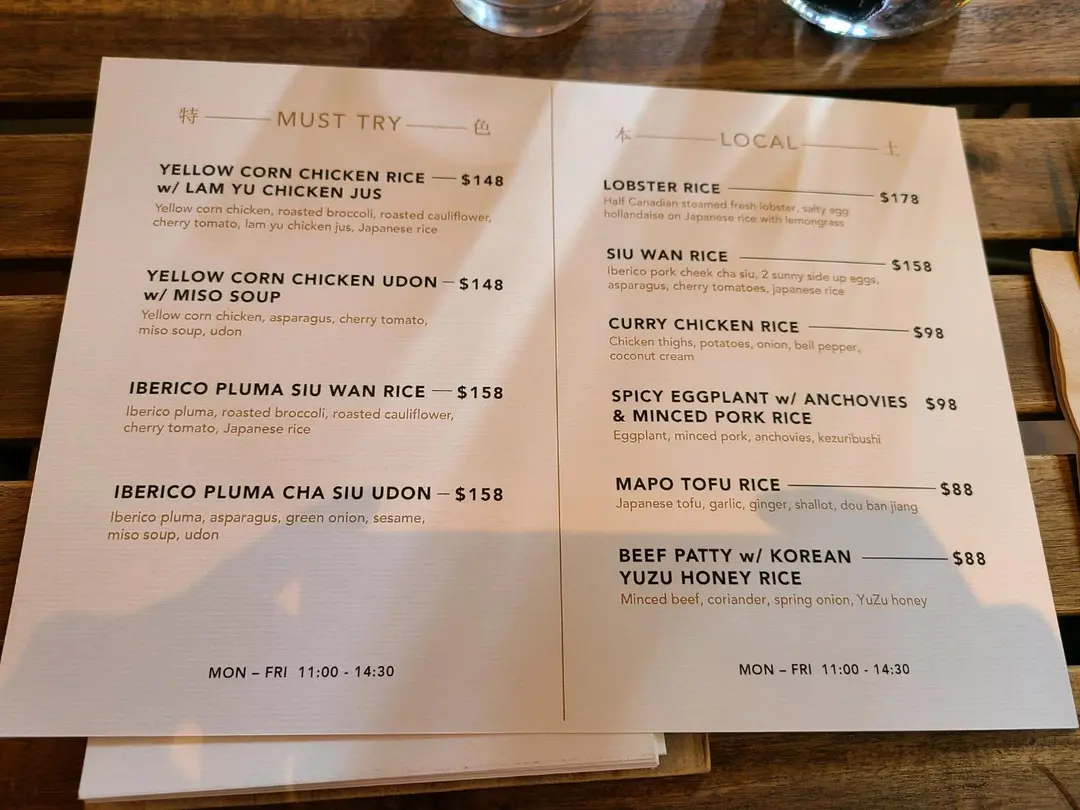 特 MUST TRY 色
YELLOW CORN CHICKEN RICE $148
w/ LAM YU CHICKEN JUS
Yellow corn chicken, roasted broccoli, roasted cauliflower,
cherry tomato, lam yu chicken jus, Japanese rice
YELLOW CORN CHICKEN UDON $148
w/ MISO SOUP
Yellow corn chicken, asparagus, cherry tomato,
miso soup, udon
IBERICO PLUMA SIU WAN RICE $158
Iberico pluma, roasted broccoli, roasted cauliflower,
cherry tomato, Japanese rice
IBERICO PLUMA CHA SIU UDON $158
Iberico pluma, asparagus, green onion, sesame,
miso soup, udon
MON – FRI 11:00 - 14:30
本 LOCAL 土
LOBSTER RICE $178
Half Canadian steamed fresh lobster, salty egg
hollandaise on Japanese rice with lemongrass
SIU WAN RICE $158
Iberico pork cheek cha siu, 2 sunny side up eggs,
asparagus, cherry tomatoes, japanese rice
CURRY CHICKEN RICE $98
Chicken thighs, potatoes, onion, bell pepper,
coconut cream
SPICY EGGPLANT w/ ANCHOVIES $98
& MINCED PORK RICE
Eggplant, minced pork, anchovies, kezuribushi
MAPO TOFU RICE $88
Japanese tofu, garlic, ginger, shallot, dou ban jiang
BEEF PATTY w/ KOREAN $88
YUZU HONEY RICE
Minced beef, coriander, spring onion, YuZu honey
MON – FRI 11:00 - 14:30